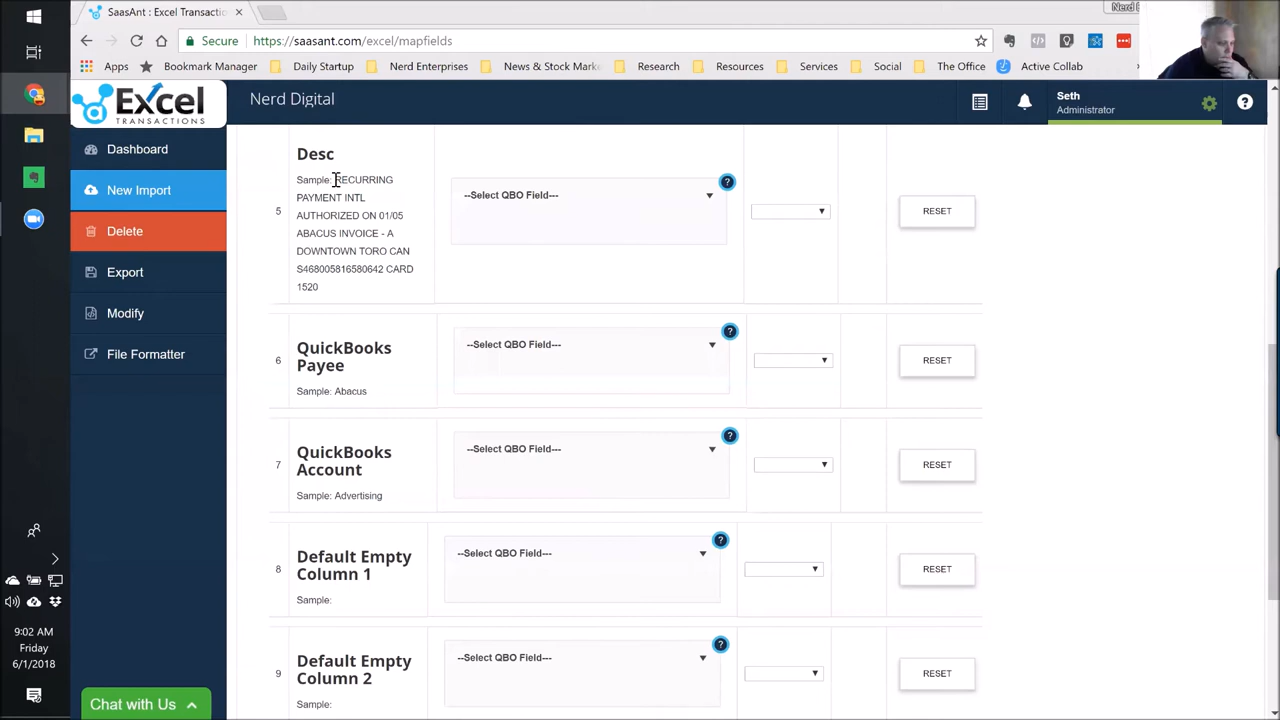 SaasAnt : Excel Transactio
Nerd
Secure
https://saasant.com/excel/mapfields
Apps
Bookmark Manager
Daily Startup
Nerd Enterprises
News & Stock Marke
Research
Resources
Services
Social
The Office
Active Collab
Excel
TRANSACTIONS
Nerd Digital
Seth
Administrator
?
Dashboard
New Import
Delete
Export
Modify
File Formatter
5
Desc
Sample: RECURRING
PAYMENT INTL
AUTHORIZED ON 01/05
ABACUS INVOICE - A
DOWNTOWN TORO CAN
S468005816580642 CARD
1520
--Select QBO Field---
?
RESET
6
QuickBooks
Payee
Sample: Abacus
--Select QBO Field---
?
RESET
7
QuickBooks
Account
Sample: Advertising
--Select QBO Field---
?
RESET
8
Default Empty
Column 1
Sample:
--Select QBO Field---
?
RESET
9
Default Empty
Column 2
Sample:
--Select QBO Field---
?
RESET
9:02 AM
Friday
6/1/2018
Chat with Us